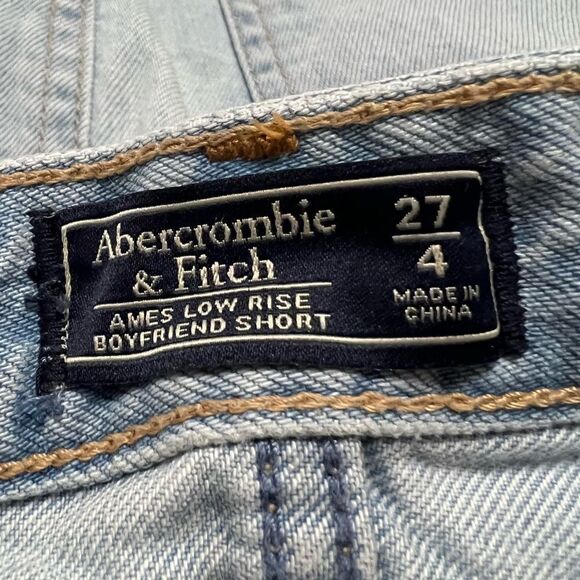 Abercrombie
& Fitch
AMES LOW RISE
BOYFRIEND SHORT
27
4
MADE IN
CHINA